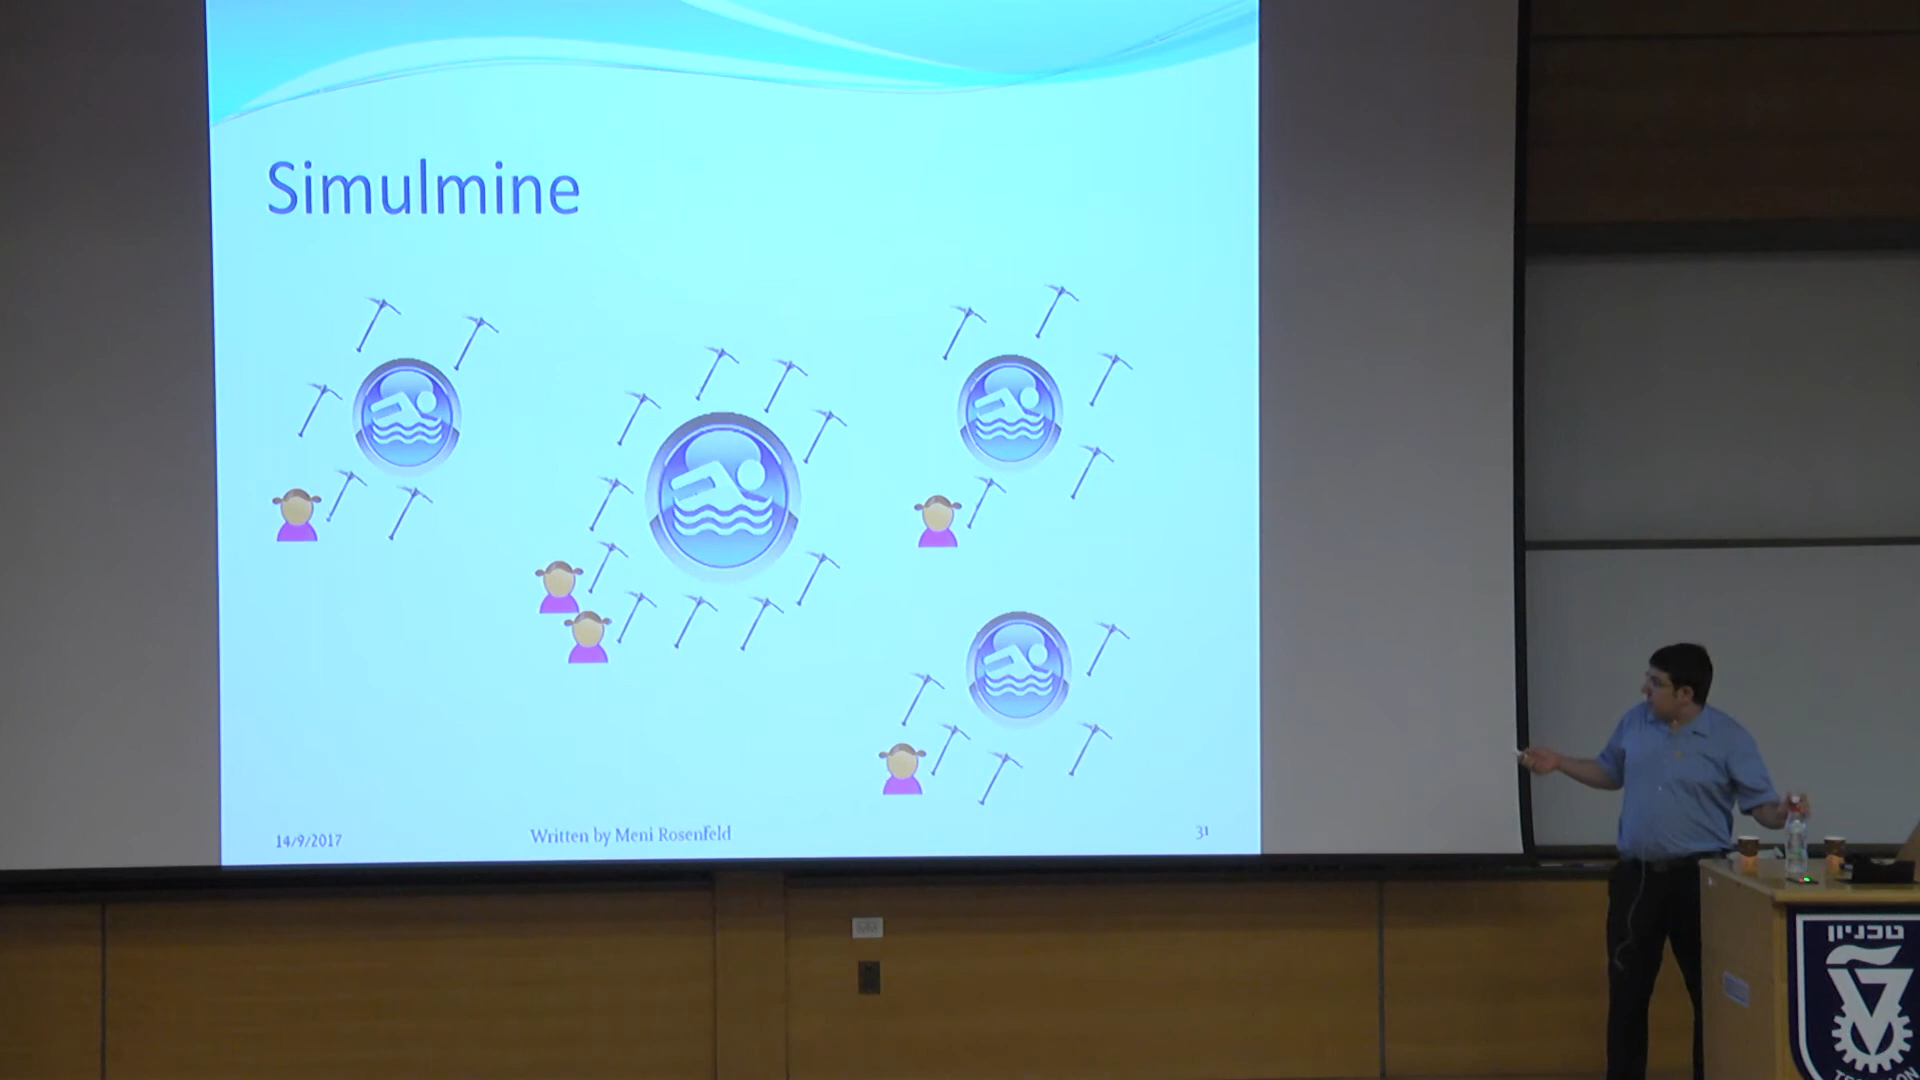 Simulmine
14/9/2017
Written by Meni Rosenfeld
31
טכניון